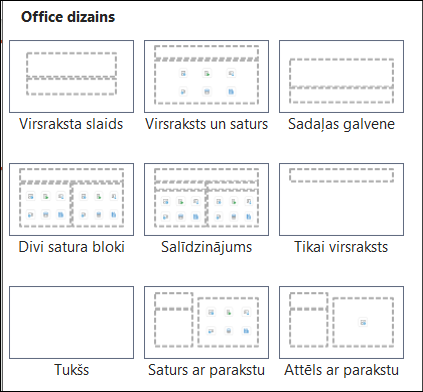 Office dizains
Virsraksta slaids
Virsraksts un saturs
Sadaļas galvene
Divi satura bloki
Salīdzinājums
Tikai virsraksts
Tukšs
Saturs ar parakstu
Attēls ar parakstu